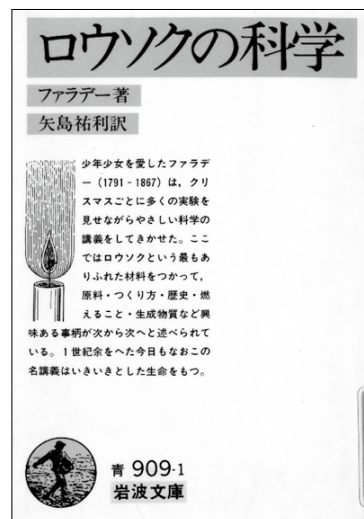 ロウソクの科学
ファラデー著
矢島祐利訳
少年少女を愛したファラデ
ー（1791‐1867）は，クリ
スマスごとに多くの実験を
見せながらやさしい科学の
講義をしてきかせた。ここ
ではロウソクという最もあ
りふれた材料をつかって，
原料・つくり方・歴史・燃
えること・生成物質など興
味ある事柄が次から次へと述べられて
いる。1世紀余をへた今日もなおこの
名講義はいきいきとした生命をもつ。
青 909-1
岩波文庫